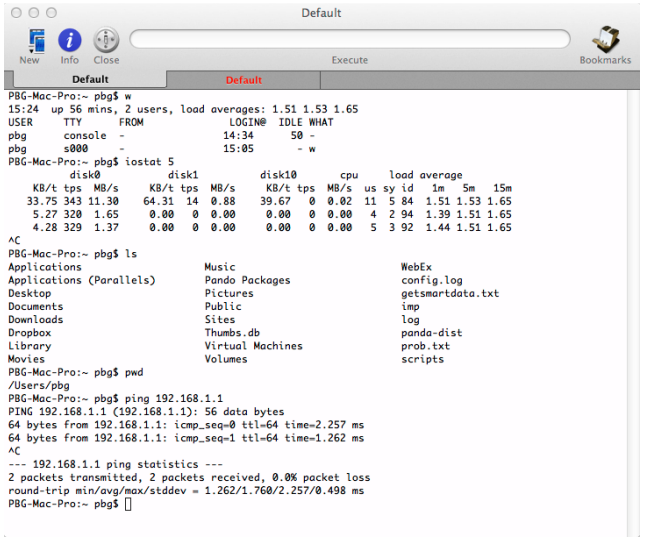 Default
New Info Close Execute Bookmarks
Default Default
PBG-Mac-Pro:~ pbg$ w
15:24  up 56 mins, 2 users, load averages: 1.51 1.53 1.65
USER     TTY      FROM              LOGIN@  IDLE WHAT
pbg      console  -                14:34      50 -
pbg      s000     -                15:05       - w
PBG-Mac-Pro:~ pbg$ iostat 5
          disk0           disk1          disk10       cpu     load average
    KB/t tps  MB/s     KB/t tps  MB/s     KB/t tps  MB/s  us sy id   1m   5m   15m
   33.75 343 11.30    64.31  14  0.88    39.67   0  0.02  11  5 84  1.51 1.53 1.65
    5.27 320  1.65     0.00   0  0.00     0.00   0  0.00   4  2 94  1.39 1.51 1.65
    4.28 329  1.37     0.00   0  0.00     0.00   0  0.00   5  3 92  1.44 1.51 1.65
^C
PBG-Mac-Pro:~ pbg$ ls
Applications                 Music                        WebEx
Applications (Parallels)     Pando Packages               config.log
Desktop                      Pictures                     getsmartdata.txt
Documents                    Public                       imp
Downloads                    Sites                        log
Dropbox                      Thumbs.db                    panda-dist
Library                      Virtual Machines             prob.txt
Movies                       Volumes                      scripts
PBG-Mac-Pro:~ pbg$ pwd
/Users/pbg
PBG-Mac-Pro:~ pbg$ ping 192.168.1.1
PING 192.168.1.1 (192.168.1.1): 56 data bytes
64 bytes from 192.168.1.1: icmp_seq=0 ttl=64 time=2.257 ms
64 bytes from 192.168.1.1: icmp_seq=1 ttl=64 time=1.262 ms
^C
--- 192.168.1.1 ping statistics ---
2 packets transmitted, 2 packets received, 0.0% packet loss
round-trip min/avg/max/stddev = 1.262/1.760/2.257/0.498 ms
PBG-Mac-Pro:~ pbg$